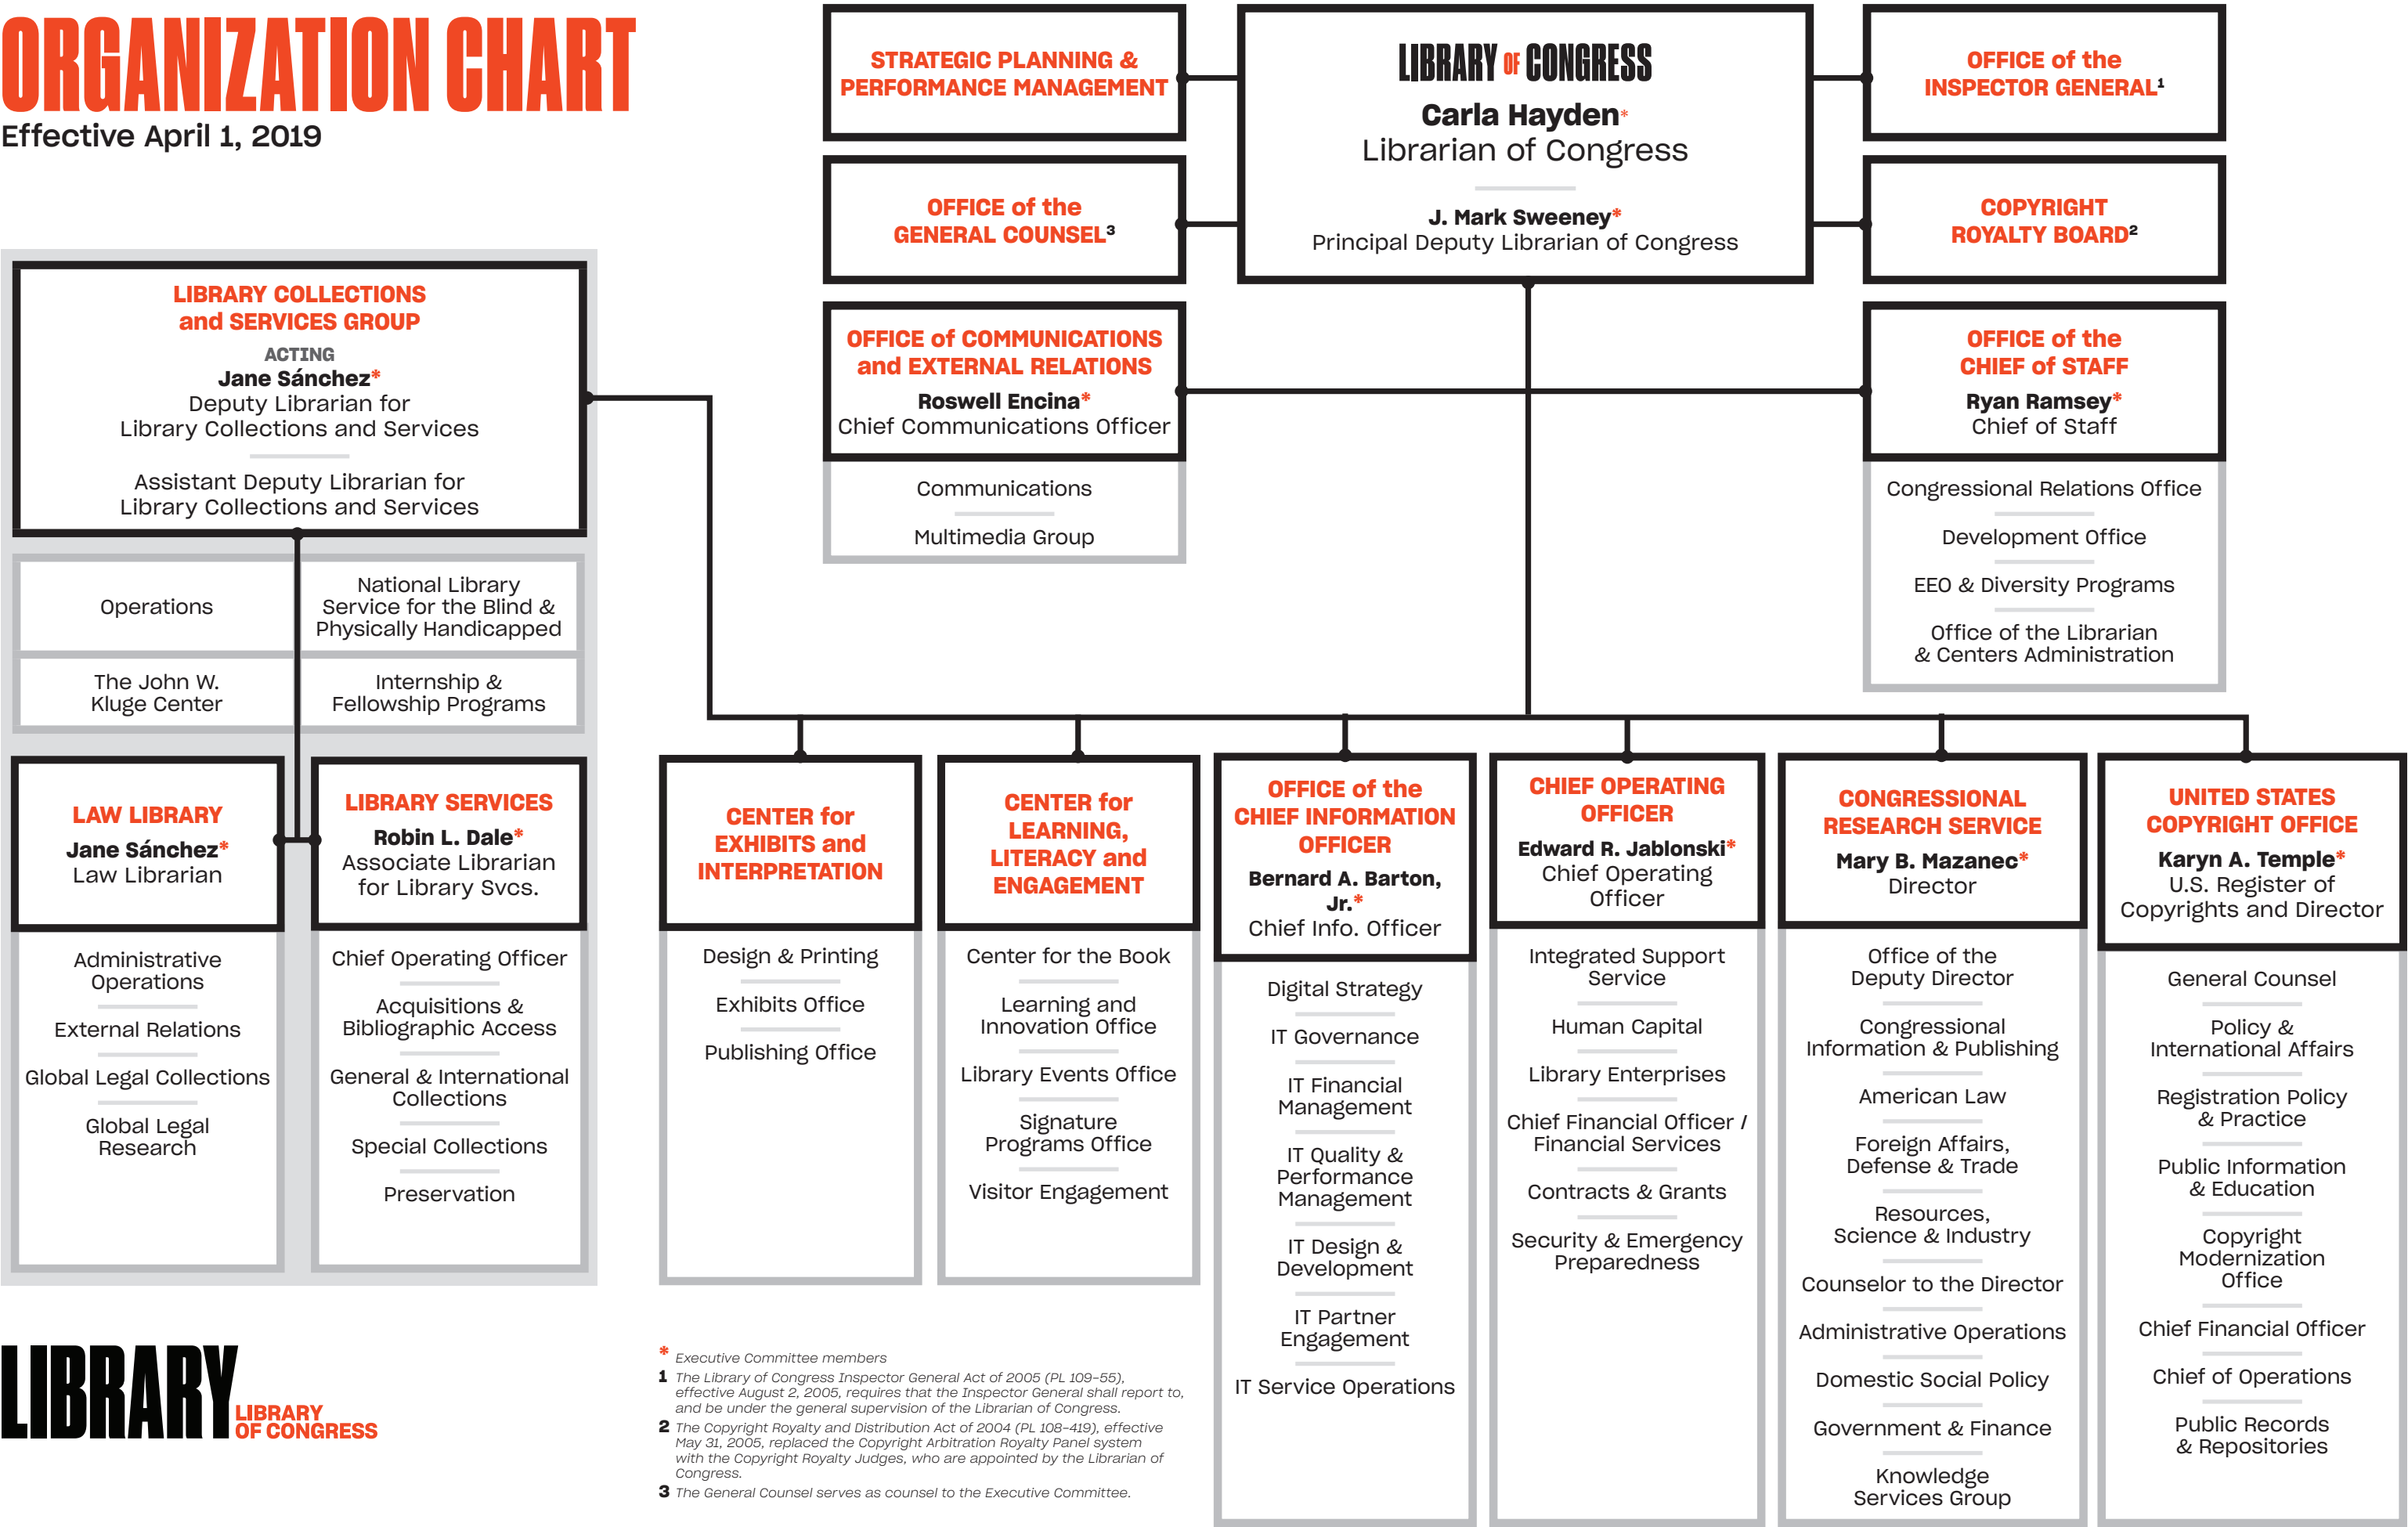 ORGANIZATION CHART
Effective April 1, 2019
STRATEGIC PLANNING &
PERFORMANCE MANAGEMENT
LIBRARY OF CONGRESS
Carla Hayden*
Librarian of Congress
J. Mark Sweeney*
Principal Deputy Librarian of Congress
OFFICE of the
INSPECTOR GENERAL¹
OFFICE of the
GENERAL COUNSEL³
COPYRIGHT
ROYALTY BOARD²
OFFICE of COMMUNICATIONS
and EXTERNAL RELATIONS
Roswell Encina*
Chief Communications Officer
Communications
Multimedia Group
OFFICE of the
CHIEF of STAFF
Ryan Ramsey*
Chief of Staff
Congressional Relations Office
Development Office
EEO & Diversity Programs
Office of the Librarian
& Centers Administration
LIBRARY COLLECTIONS
and SERVICES GROUP
ACTING
Jane Sánchez*
Deputy Librarian for
Library Collections and Services
Assistant Deputy Librarian for
Library Collections and Services
Operations
National Library
Service for the Blind &
Physically Handicapped
The John W.
Kluge Center
Internship &
Fellowship Programs
LAW LIBRARY
Jane Sánchez*
Law Librarian
Administrative
Operations
External Relations
Global Legal Collections
Global Legal
Research
LIBRARY SERVICES
Robin L. Dale*
Associate Librarian
for Library Svcs.
Chief Operating Officer
Acquisitions &
Bibliographic Access
General & International
Collections
Special Collections
Preservation
CENTER for
EXHIBITS and
INTERPRETATION
Design & Printing
Exhibits Office
Publishing Office
CENTER for
LEARNING,
LITERACY and
ENGAGEMENT
Center for the Book
Learning and
Innovation Office
Library Events Office
Signature
Programs Office
Visitor Engagement
OFFICE of the
CHIEF INFORMATION
OFFICER
Bernard A. Barton,
Jr.*
Chief Info. Officer
Digital Strategy
IT Governance
IT Financial
Management
IT Quality &
Performance
Management
IT Design &
Development
IT Partner
Engagement
IT Service Operations
CHIEF OPERATING
OFFICER
Edward R. Jablonski*
Chief Operating
Officer
Integrated Support
Service
Human Capital
Library Enterprises
Chief Financial Officer /
Financial Services
Contracts & Grants
Security & Emergency
Preparedness
CONGRESSIONAL
RESEARCH SERVICE
Mary B. Mazanec*
Director
Office of the
Deputy Director
Congressional
Information & Publishing
American Law
Foreign Affairs,
Defense & Trade
Resources,
Science & Industry
Counselor to the Director
Administrative Operations
Domestic Social Policy
Government & Finance
Knowledge
Services Group
UNITED STATES
COPYRIGHT OFFICE
Karyn A. Temple*
U.S. Register of
Copyrights and Director
General Counsel
Policy &
International Affairs
Registration Policy
& Practice
Public Information
& Education
Copyright
Modernization
Office
Chief Financial Officer
Chief of Operations
Public Records
& Repositories
LIBRARY
LIBRARY
OF CONGRESS
* Executive Committee members
1 The Library of Congress Inspector General Act of 2005 (PL 109-55),
effective August 2, 2005, requires that the Inspector General shall report to,
and be under the general supervision of the Librarian of Congress.
2 The Copyright Royalty and Distribution Act of 2004 (PL 108-419), effective
May 31, 2005, replaced the Copyright Arbitration Royalty Panel system
with the Copyright Royalty Judges, who are appointed by the Librarian of
Congress.
3 The General Counsel serves as counsel to the Executive Committee.